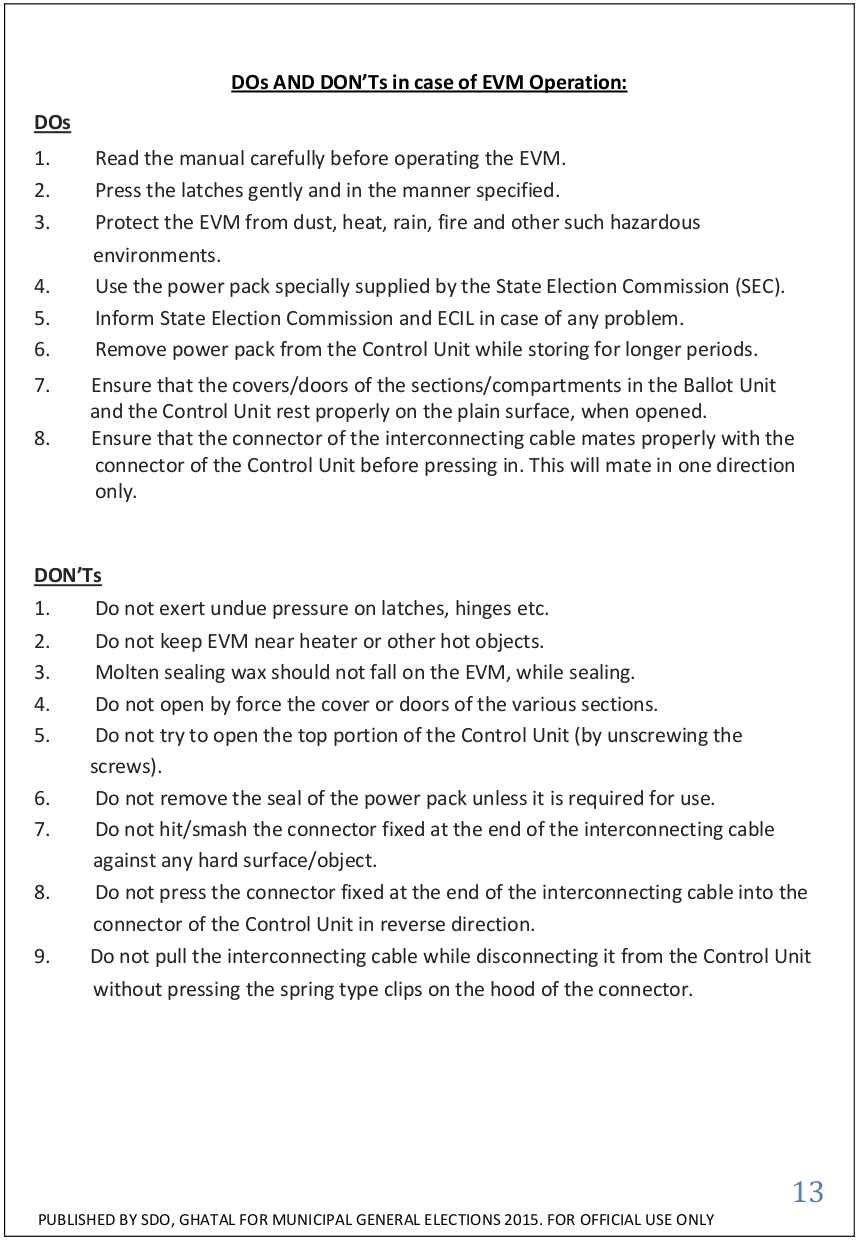 DOs AND DON’Ts in case of EVM Operation:
DOs
1. Read the manual carefully before operating the EVM.
2. Press the latches gently and in the manner specified.
3. Protect the EVM from dust, heat, rain, fire and other such hazardous
environments.
4. Use the power pack specially supplied by the State Election Commission (SEC).
5. Inform State Election Commission and ECIL in case of any problem.
6. Remove power pack from the Control Unit while storing for longer periods.
7. Ensure that the covers/doors of the sections/compartments in the Ballot Unit
and the Control Unit rest properly on the plain surface, when opened.
8. Ensure that the connector of the interconnecting cable mates properly with the
connector of the Control Unit before pressing in. This will mate in one direction
only.
DON’Ts
1. Do not exert undue pressure on latches, hinges etc.
2. Do not keep EVM near heater or other hot objects.
3. Molten sealing wax should not fall on the EVM, while sealing.
4. Do not open by force the cover or doors of the various sections.
5. Do not try to open the top portion of the Control Unit (by unscrewing the
screws).
6. Do not remove the seal of the power pack unless it is required for use.
7. Do not hit/smash the connector fixed at the end of the interconnecting cable
against any hard surface/object.
8. Do not press the connector fixed at the end of the interconnecting cable into the
connector of the Control Unit in reverse direction.
9. Do not pull the interconnecting cable while disconnecting it from the Control Unit
without pressing the spring type clips on the hood of the connector.
13
PUBLISHED BY SDO, GHATAL FOR MUNICIPAL GENERAL ELECTIONS 2015. FOR OFFICIAL USE ONLY